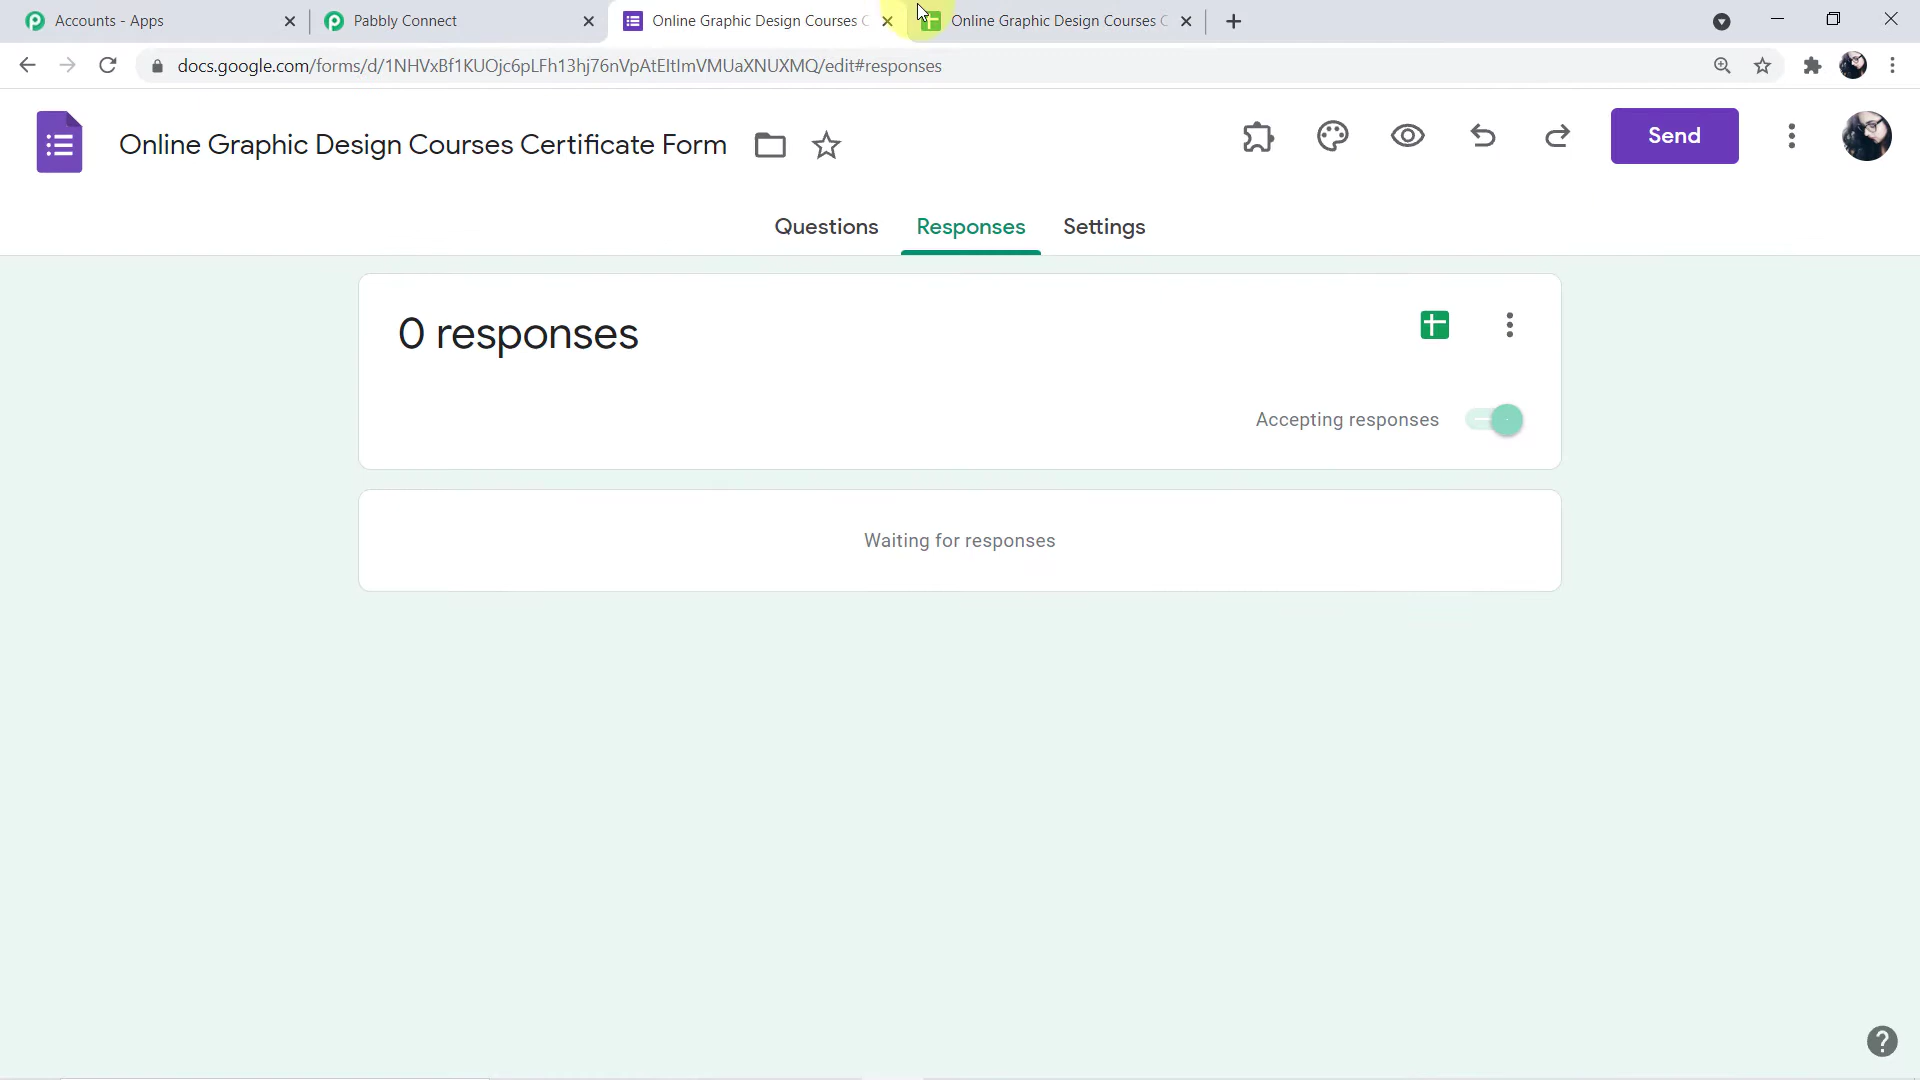 Accounts - Apps
Pabbly Connect
Online Graphic Design Courses C
Online Graphic Design Courses C
docs.google.com/forms/d/1NHVxBf1KUOjc6pLFh13hj76nVpAtEItImVMUaXNUXMQ/edit#responses
Online Graphic Design Courses Certificate Form
Send
Questions
Responses
Settings
0 responses
Accepting responses
Waiting for responses